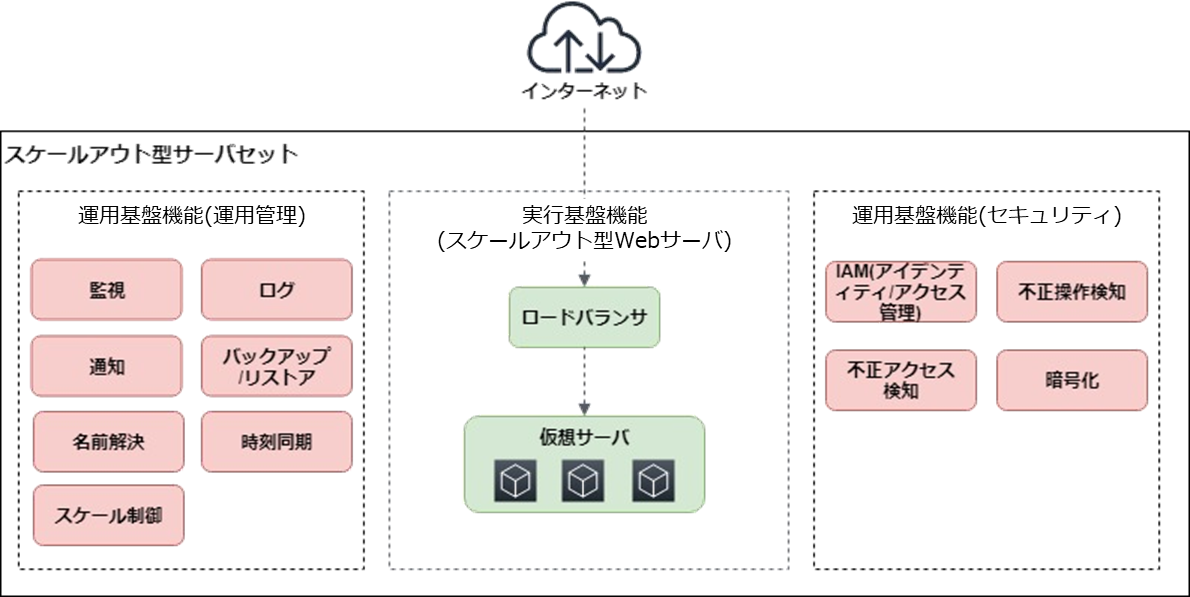 インターネット
スケールアウト型サーバセット
運用基盤機能(運用管理)
監視
ログ
通知
バックアップ
/リストア
名前解決
時刻同期
スケール制御
実行基盤機能
(スケールアウト型Webサーバ)
ロードバランサ
仮想サーバ
運用基盤機能(セキュリティ)
IAM(アイデンテ
ィティ/アクセス
管理)
不正操作検知
不正アクセス
検知
暗号化